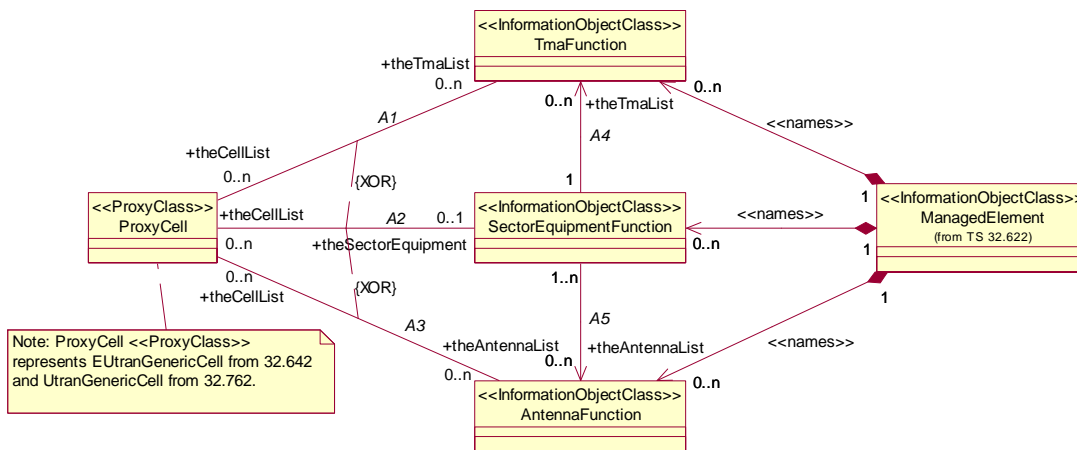 <<InformationObjectClass>>
TmaFunction
+theTmaList
0..n
0..n
+theTmaList
0..n
A1
A4
<<names>>
+theCellList
0..n
{XOR}
1
1
<<ProxyClass>>
ProxyCell
+theCellList
A2
0..1
<<InformationObjectClass>>
SectorEquipmentFunction
<<names>>
<<InformationObjectClass>>
ManagedElement
(from TS 32.622)
0..n
+theSectorEquipment
0..n
1
+theCellList
{XOR}
1..n
1
A3
A5
<<names>>
+theAntennaList
0..n
+theAntennaList
0..n
0..n
Note: ProxyCell <<ProxyClass>>
represents EUtranGenericCell from 32.642
and UtranGenericCell from 32.762.
<<InformationObjectClass>>
AntennaFunction